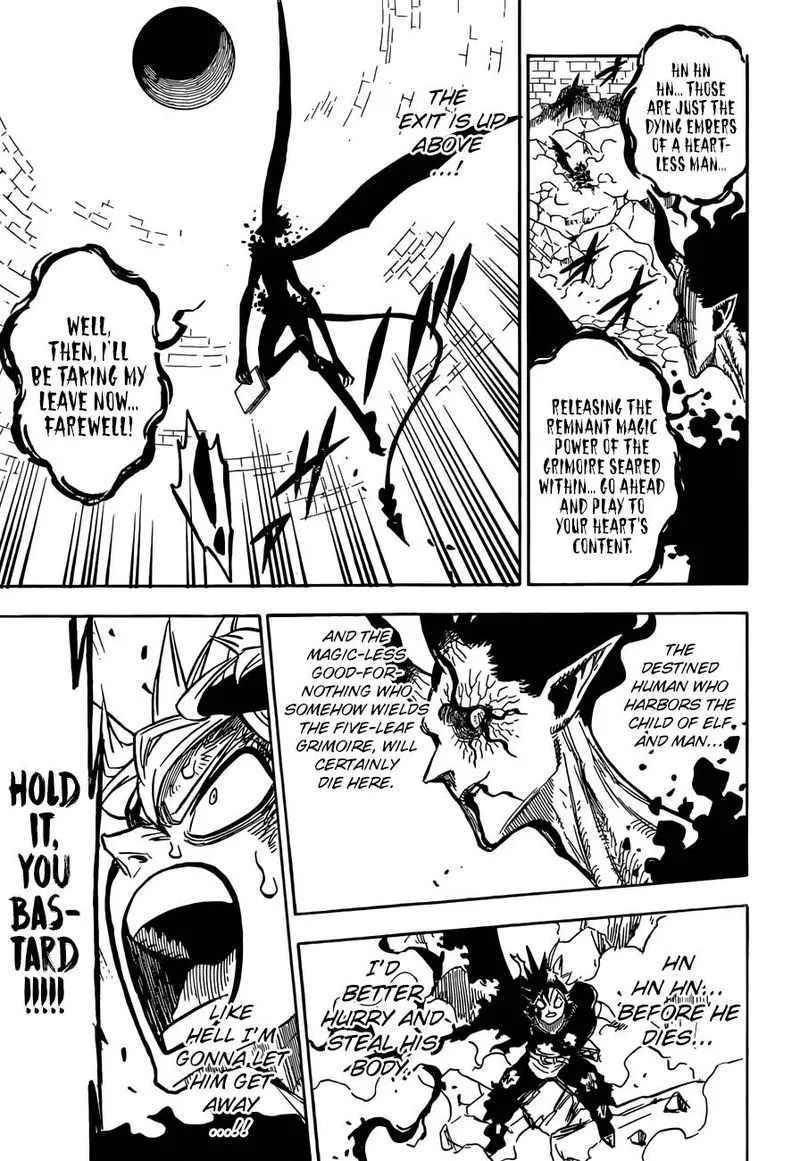 HN HN
HN... THOSE
ARE JUST THE
DYING EMBERS
OF A HEART-
LESS MAN...
RELEASING THE
REMNANT MAGIC
POWER OF THE
GRIMOIRE SEARED
WITHIN... GO AHEAD
AND PLAY TO
YOUR HEART'S
CONTENT.
THE
EXIT IS UP
ABOVE
...!
WELL,
THEN, I'LL
BE TAKING MY
LEAVE NOW...
FAREWELL!
THE
DESTINED
HUMAN WHO
HARBORS THE
CHILD OF ELF
AND MAN...
AND THE
MAGIC-LESS
GOOD-FOR-
NOTHING WHO
SOMEHOW WIELDS
THE FIVE-LEAF
GRIMOIRE, WILL
CERTAINLY
DIE HERE.
HN
HN HN...
BEFORE HE
DIES...
I'D
BETTER
HURRY AND
STEAL HIS
BODY.
LIKE
HELL I'M
GONNA LET
HIM GET
AWAY
...!!
HOLD
IT,
YOU
BAS-
TARD
!!!!!